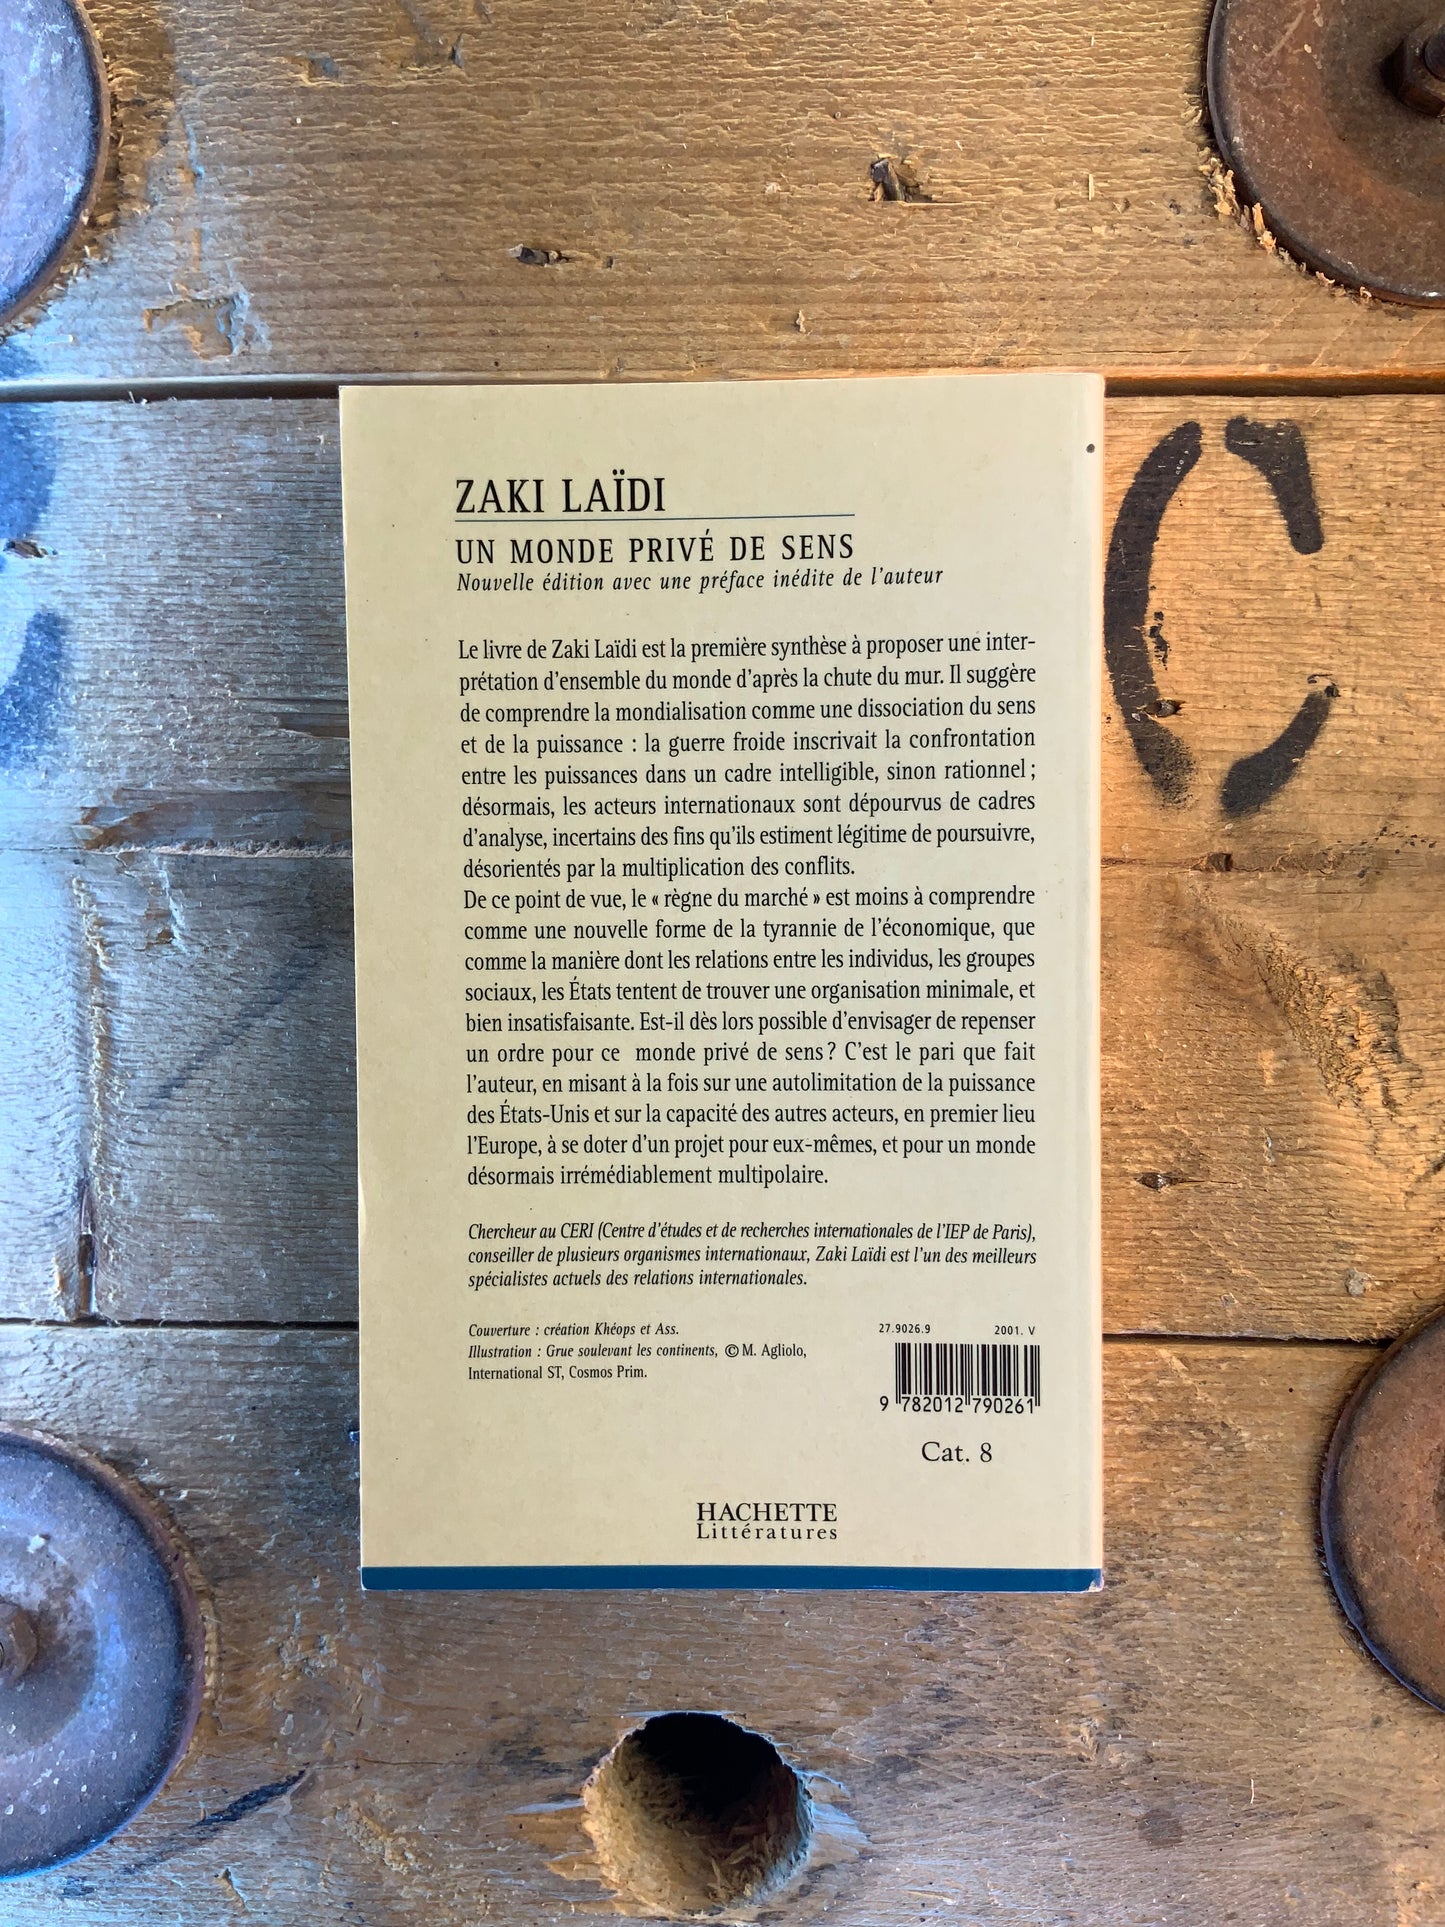 ZAKI LAÏDI
UN MONDE PRIVÉ DE SENS
Nouvelle édition avec une préface inédite de l'auteur
Le livre de Zaki Laïdi est la première synthèse à proposer une inter-
prétation d'ensemble du monde d'après la chute du mur. Il suggère
de comprendre la mondialisation comme une dissociation du sens
et de la puissance : la guerre froide inscrivait la confrontation
entre les puissances dans un cadre intelligible, sinon rationnel ;
désormais, les acteurs internationaux sont dépourvus de cadres
d'analyse, incertains des fins qu'ils estiment légitime de poursuivre,
désorientés par la multiplication des conflits.
De ce point de vue, le « règne du marché » est moins à comprendre
comme une nouvelle forme de la tyrannie de l'économique, que
comme la manière dont les relations entre les individus, les groupes
sociaux, les États tentent de trouver une organisation minimale, et
bien insatisfaisante. Est-il dès lors possible d'envisager de repenser
un ordre pour ce monde privé de sens ? C'est le pari que fait
l'auteur, en misant à la fois sur une autolimitation de la puissance
des États-Unis et sur la capacité des autres acteurs, en premier lieu
l'Europe, à se doter d'un projet pour eux-mêmes, et pour un monde
désormais irrémédiablement multipolaire.
Chercheur au CERI (Centre d'études et de recherches internationales de l'IEP de Paris),
conseiller de plusieurs organismes internationaux, Zaki Laïdi est l'un des meilleurs
spécialistes actuels des relations internationales.
Couverture : création Khéops et Ass.
Illustration : Grue soulevant les continents, © M. Agliolo,
International ST, Cosmos Prim.
27.9026.9 2001. V
9 782012 790261
Cat. 8
HACHETTE
Littératures
C